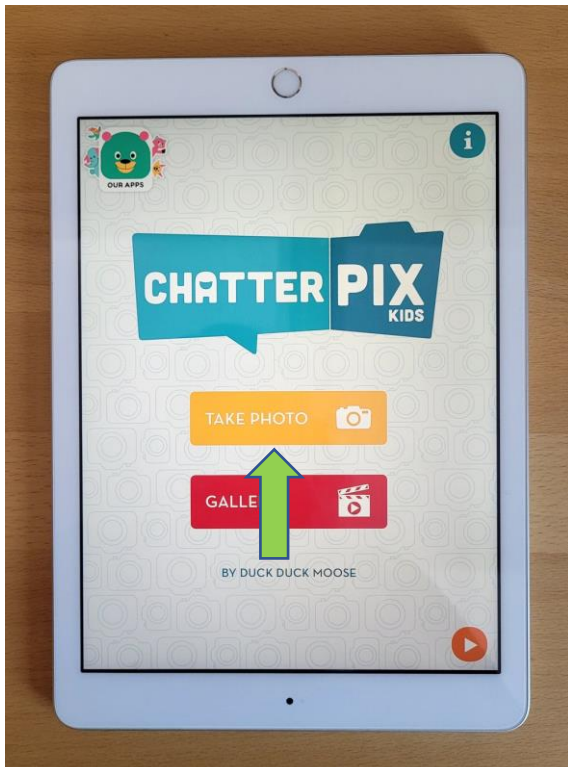 OUR APPS
i
CHATTER PIX
KIDS
TAKE PHOTO
GALLE
BY DUCK DUCK MOOSE